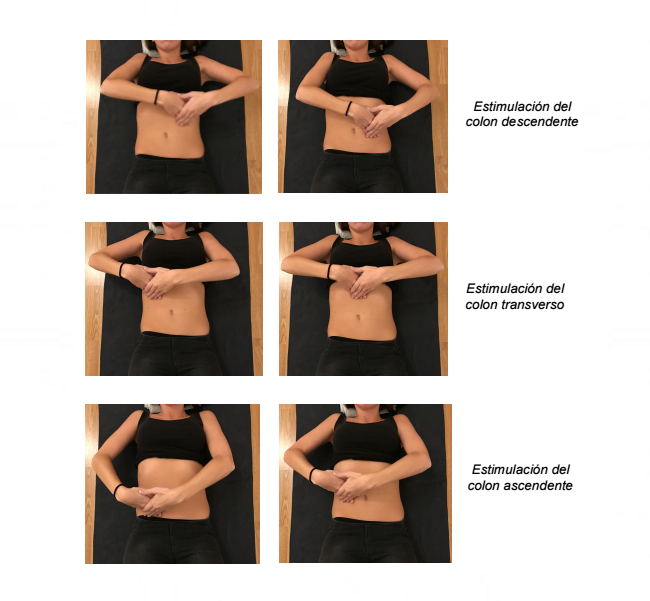 Estimulación del
colon descendente
Estimulación del
colon transverso
Estimulación del
colon ascendente